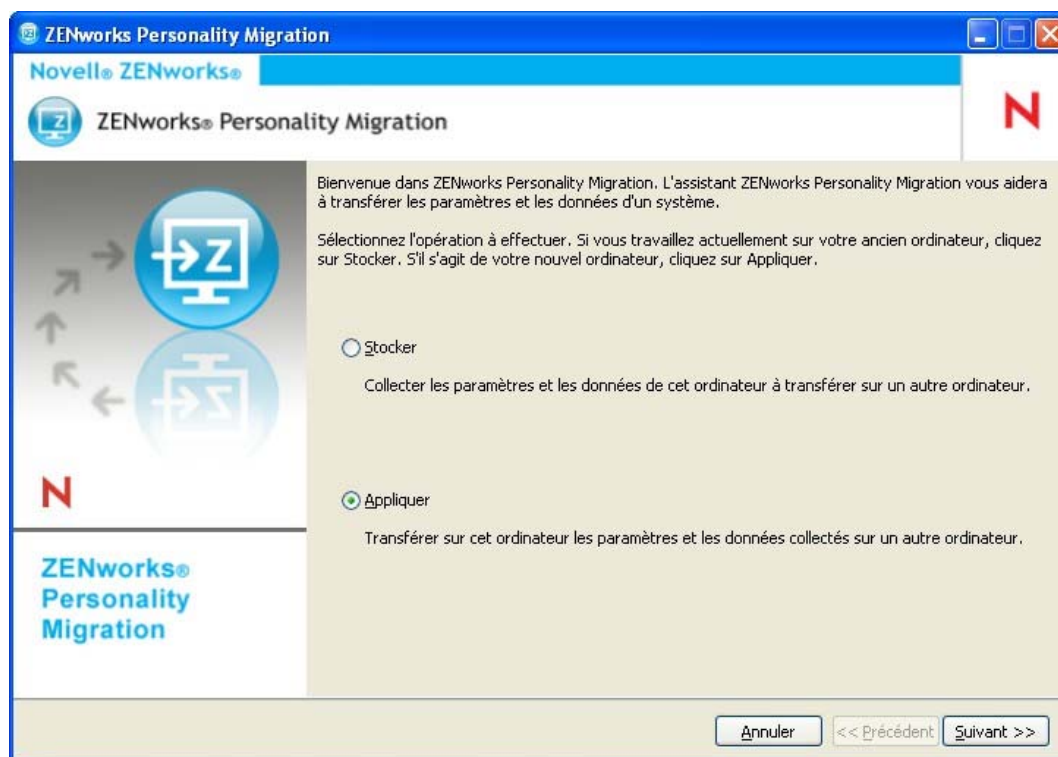 ZENworks Personality Migration
Novell® ZENworks®
ZENworks® Personality Migration
N
Bienvenue dans ZENworks Personality Migration. L'assistant ZENworks Personality Migration vous aidera
à transférer les paramètres et les données d'un système.
Sélectionnez l'opération à effectuer. Si vous travaillez actuellement sur votre ancien ordinateur, cliquez
sur Stocker. S'il s'agit de votre nouvel ordinateur, cliquez sur Appliquer.
Z
Stocker
Collecter les paramètres et les données de cet ordinateur à transférer sur un autre ordinateur.
N
Appliquer
Transférer sur cet ordinateur les paramètres et les données collectés sur un autre ordinateur.
ZENworks®
Personality
Migration
Annuler
<< Précédent
Suivant >>